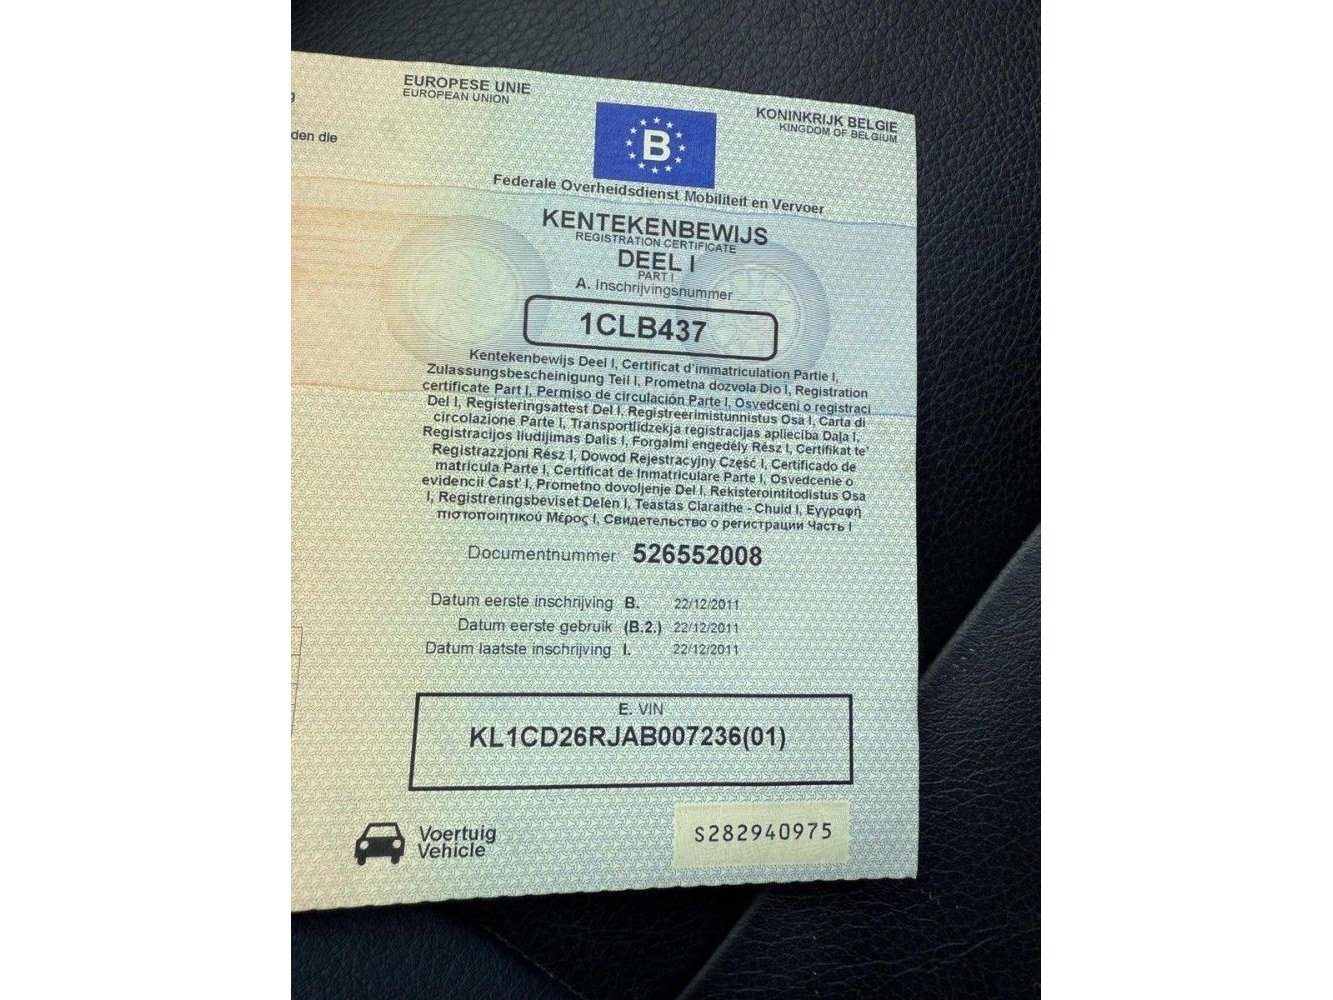 den die
EUROPESE UNIE
EUROPEAN UNION
KONINKRIJK BELGIE
KINGDOM OF BELGIUM
B
Federale Overheidsdienst Mobiliteit en Vervoer
KENTEKENBEWIJS
REGISTRATION CERTIFICATE
DEEL I
PART I
A. Inschrijvingsnummer
1CLB437
Kentekenbewijs Deel I, Certificat d'immatriculation Partie I,
Zulassungsbescheinigung Teil I, Prometna dozvola Dio I, Registration
certificate Part I, Permiso de circulación Parte I, Osvedceni o registraci
Del I, Registeringsattest Del I, Registreerimistunnistus Osa I, Carta di
circolazione Parte I, Transportlidzekja registracijas aplieciba Daļa I,
Registracijos liudijimas Dalis I, Forgalmi engedély Rész I, Certifikat te'
Registrazzjoni Rész I, Dowod Rejestracyjny Część I, Certificado de
matricula Parte I, Certificat de Inmatriculare Parte I, Osvedcenie o
evidencii Čast' I, Prometno dovoljenje Del I, Rekisterointitodistus Osa
I, Registreringsbeviset Delen I, Teastas Claraithe - Chuid I, Εγγραφή
πιστοποιητικού Μέρος I, Свидетельство о регистрации Часть I
Documentnummer 526552008
Datum eerste inschrijving B. 22/12/2011
Datum eerste gebruik (B.2.) 22/12/2011
Datum laatste inschrijving I. 22/12/2011
E. VIN
KL1CD26RJAB007236(01)
Voertuig
Vehicle
S282940975